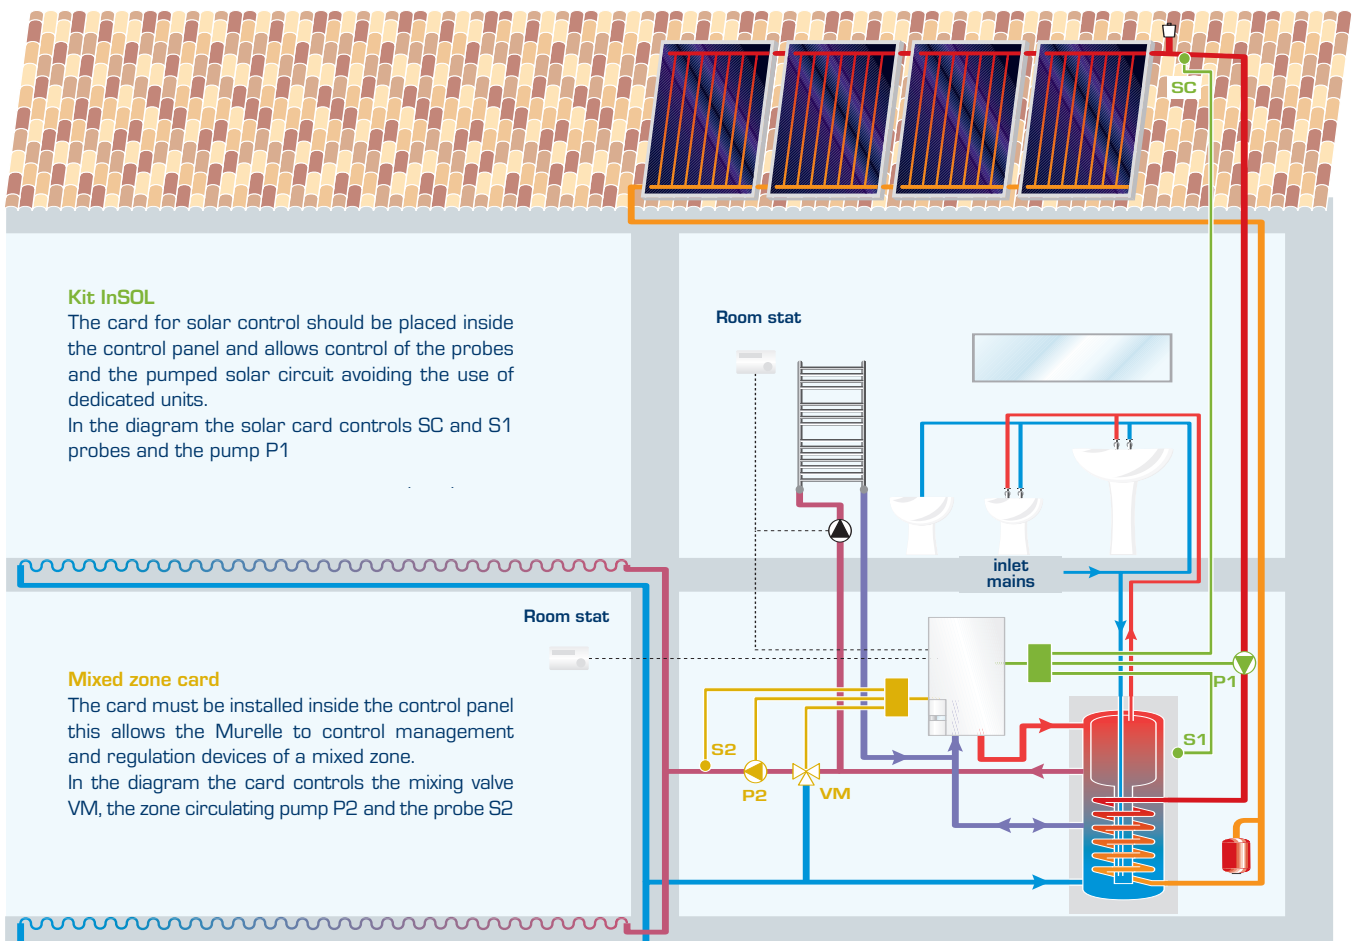 SC
Kit InSOL
The card for solar control should be placed inside
the control panel and allows control of the probes
and the pumped solar circuit avoiding the use of
dedicated units.
In the diagram the solar card controls SC and S1
probes and the pump P1
Room stat
inlet
mains
Room stat
Mixed zone card
The card must be installed inside the control panel
this allows the Murelle to control management
and regulation devices of a mixed zone.
In the diagram the card controls the mixing valve
VM, the zone circulating pump P2 and the probe S2
P1
S1
S2
P2
VM